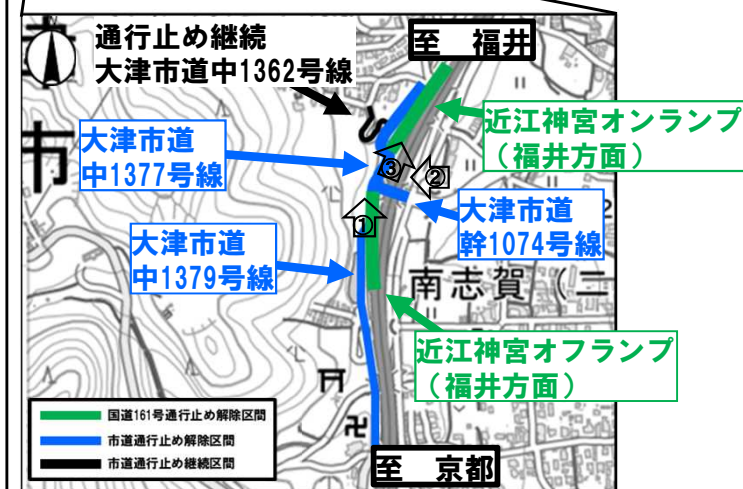 通行止め継続
大津市道中1362号線
至 福井
近江神宮オンランプ
（福井方面）
市
大津市道
中1377号線
③
②
①
大津市道
幹1074号線
大津市道
中1379号線
南志賀（二
近江神宮オフランプ
（福井方面）
国道161号通行止め解除区間
市道通行止め解除区間
市道通行止め継続区間
至 京都